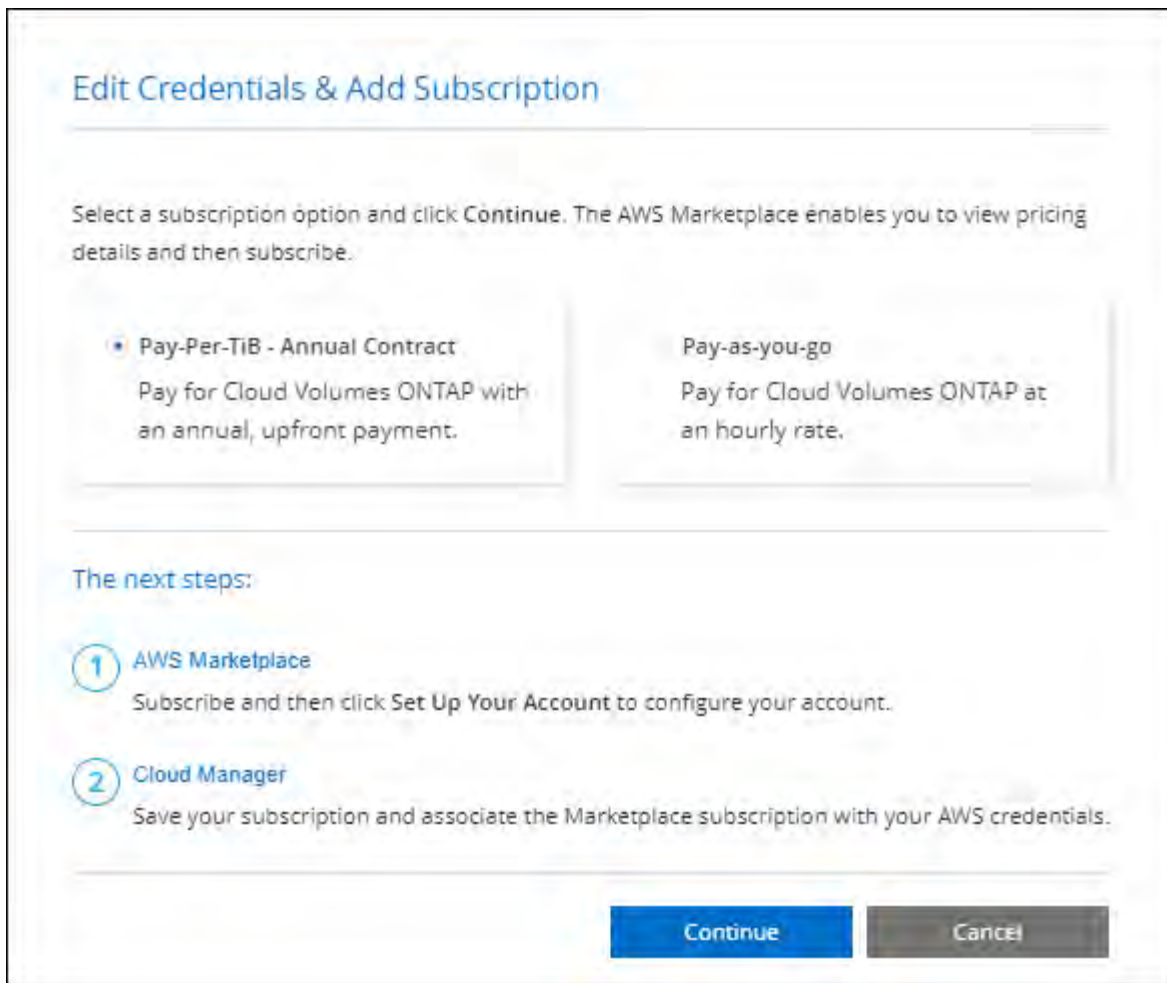 Edit Credentials & Add Subscription
Select a subscription option and click Continue. The AWS Marketplace enables you to view pricing
details and then subscribe.
Pay-Per-TiB - Annual Contract
Pay for Cloud Volumes ONTAP with
an annual, upfront payment.
Pay-as-you-go
Pay for Cloud Volumes ONTAP at
an hourly rate.
The next steps:
1 AWS Marketplace
Subscribe and then click Set Up Your Account to configure your account.
2 Cloud Manager
Save your subscription and associate the Marketplace subscription with your AWS credentials.
Continue
Cancel